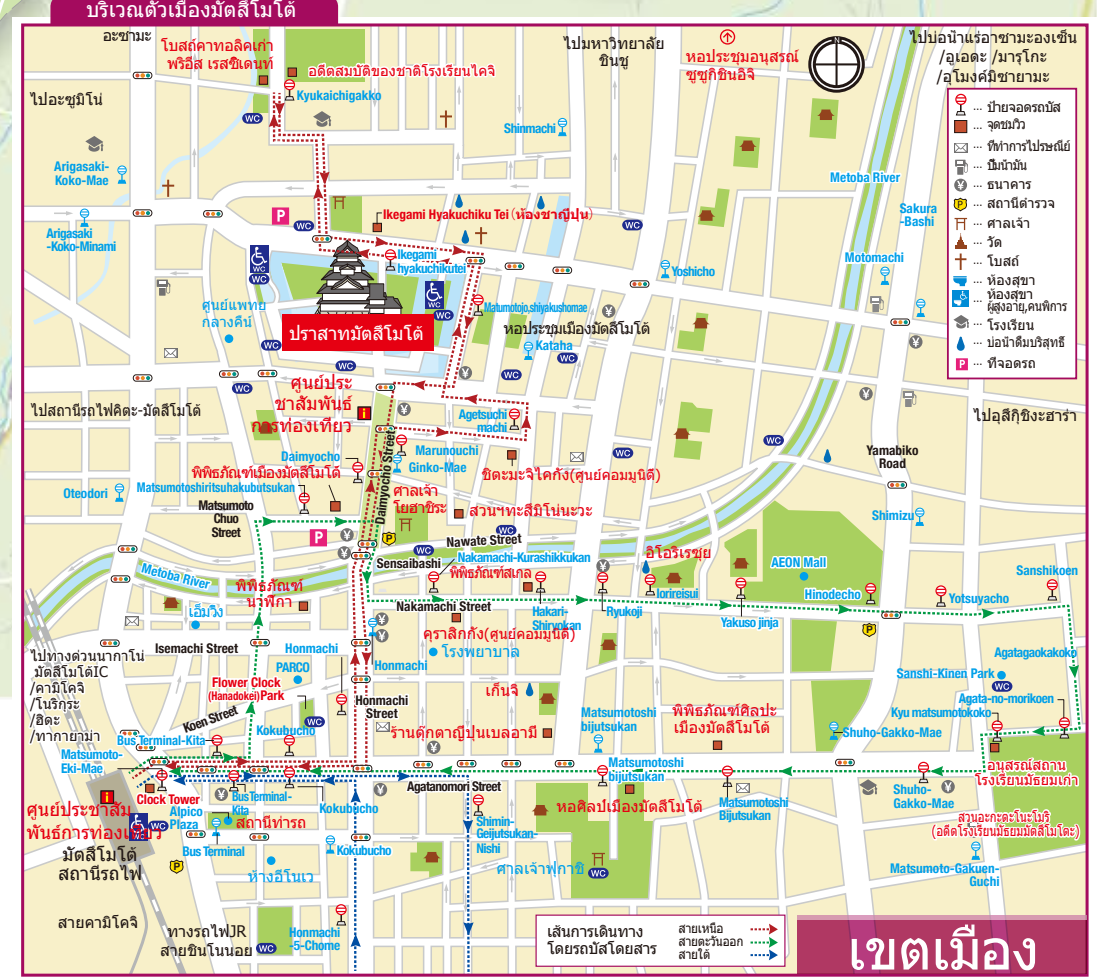 บริเวณตัวเมืองมัตสึโมโต้
อะซามะ
โบสถ์คาทอลิคเก่า
พริอีส เรสซิเดนท์
อดีตสมบัติของชาติโรงเรียนไคจิ
Kyukaichigakko
ไปมหาวิทยาลัย
ชินชู
หอประชุมอนุสรณ์
ซูซูกิชินอิจิ
N
ไปบ่อน้ำแร่อาซามะองเซ็น
/อูเอดะ /มารุโกะ
/อุโมงค์มิซายามะ
ป้ายจอดรถบัส
จุดชมวิว
ที่ทำการไปรษณีย์
ปั๊มน้ำมัน
ธนาคาร
สถานีตำรวจ
ศาลเจ้า
วัด
โบสถ์
ห้องสุขา
ห้องสุขา
ผู้สูงอายุ,คนพิการ
โรงเรียน
บ่อน้ำดื่มบริสุทธิ์
ที่จอดรถ
ไปอะซูมิโน่
WC
Shinmachi
Arigasaki-
Koko-Mae
Metoba River
Sakura
-Bashi
Arigasaki
-Koko-Minami
P
WC
Ikegami Hyakuchiku Tei (ห้องชาญี่ปุ่น)
WC
Ikegami
hyakuchikutei
Motomachi
Yoshicho
WC
WC
WC
ศูนย์แพทย์
กลางคืน
Matumotojo,shiyakushomae
ปราสาทมัตสึโมโต้
หอประชุมเมืองมัตสึโมโต้
Kataha
WC
WC
WC
WC
ศูนย์ประ
ชาสัมพันธ์
การท่องเที่ยว
ไปสถานีรถไฟคิตะ-มัตสึโมโต้
Agetsuchi
machi
ไปอุสึกุิชิงะฮาร่า
Daimyocho Street
Daimyocho
Marunouchi
Ginko-Mae
WC
WC
Yamabiko
Road
พิพิธภัณฑ์เมืองมัตสึโมโต้
Matsumotoshiritsuhakubutsukan
ชิตะมะจิไคกัง(ศูนย์คอมมูนิตี)
Oteodori
Matsumoto
Chuo
Street
ศาลเจ้า
โยฮาชิระ
สวนฯทะสึมิโน่นะวะ
Shimizu
P
WC
Nawate Street
WC
Sensaibashi
Nakamachi-Kurashikkukan
พิพิธภัณฑ์สเกล
อิโอริเรซุย
AEON Mall
Sanshikoen
Metoba River
พิพิธภัณฑ์
นาฬิกา
Iorireisui
Hinodecho
Yotsuyacho
เอ็มวิง
Nakamachi Street
Hakari-
Shiryokan
Ryukoji
Yakuso jinja
คุราสิกกัง(ศูนย์คอมมูนิตี)
โรงพยาบาล
Isemachi Street
Honmachi
Honmachi
ไปทางด่วนนากาโน่
มัตสึโมโต้IC
/คามิโคจิ
/โนริกุระ
/ฮิดะ
/ทากายาม่า
PARCO
Flower Clock
(Hanadokei)Park
Honmachi
Street
เก็นจิ
Agatagaokakoko
Sanshi-Kinen Park
WC
Agata-no-morikoen
Kyu matsumotokoko
Koen Street
WC
Matsumotoshi
bijutsukan
พิพิธภัณฑ์ศิลปะ
เมืองมัตสึโมโต้
Shuho-Gakko-Mae
Bus Terminal-Kita
Kokubucho
ร้านตุ๊กตาญี่ปุ่นเบลอามี
Matsumoto-
Eki-Mae
อนุสรณ์สถาน
โรงเรียนมัธยมเก่า
Matsumotoshi
bijutsukan
Agatanomori Street
Shuho-
Gakko-Mae
Clock Tower
Bus Terminal-
Kita
Kokubucho
Matsumotoshi
Bijutsukan
ศูนย์ประชาสัม
พันธ์การท่องเที่ยว
Alpico
Plaza
สถานีท่ารถ
หอศิลปเมืองมัตสึโมโต้
WC
WC
Shimin-
Geijutsukan-
Nishi
สวนอะกะตะโนะโมริ
(อดีตโรงเรียนมัธยมมัตสึโมโตะ)
มัตสึโมโต้
สถานีรถไฟ
Bus Terminal
Kokubucho
ห้างอีโนเว
ศาลเจ้าฟุกาชิ
WC
Matsumoto-Gakuen-
Guchi
สายคามิโคจิ
ทางรถไฟJR
สายชินโนนอย
WC
Honmachi
-5-Chome
เส้นการเดินทาง
โดยรถบัสโดยสาร
สายเหนือ
สายตะวันออก
สายใต้
เขตเมือง